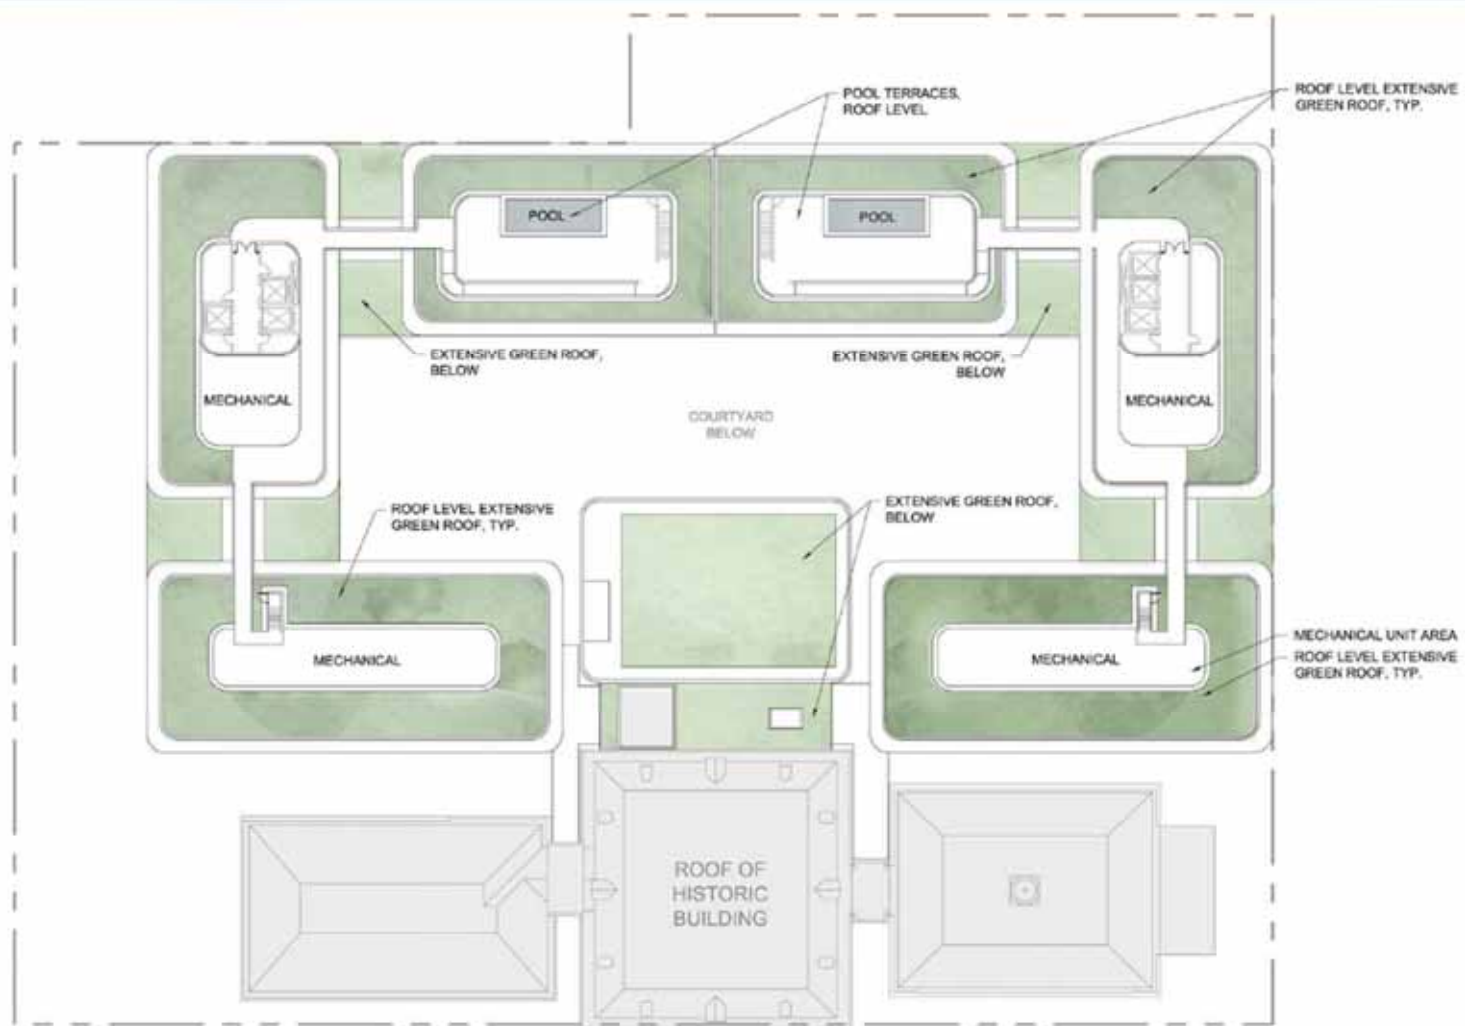 POOL TERRACES,
ROOF LEVEL
ROOF LEVEL EXTENSIVE
GREEN ROOF, TYP.
POOL
POOL
EXTENSIVE GREEN ROOF,
BELOW
EXTENSIVE GREEN ROOF,
BELOW
MECHANICAL
MECHANICAL
COURTYARD
BELOW
ROOF LEVEL EXTENSIVE
GREEN ROOF, TYP.
EXTENSIVE GREEN ROOF,
BELOW
MECHANICAL
MECHANICAL
MECHANICAL UNIT AREA
ROOF LEVEL EXTENSIVE
GREEN ROOF, TYP.
ROOF OF
HISTORIC
BUILDING